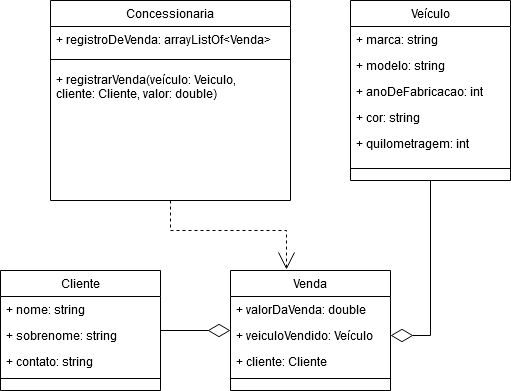 Concessionaria
+ registroDeVenda: arrayListOf<Venda>
+ registrarVenda(veículo: Veiculo,
cliente: Cliente, valor: double)
Veículo
+ marca: string
+ modelo: string
+ anoDeFabricacao: int
+ cor: string
+ quilometragem: int
Cliente
+ nome: string
+ sobrenome: string
+ contato: string
Venda
+ valorDaVenda: double
+ veiculoVendido: Veículo
+ cliente: Cliente